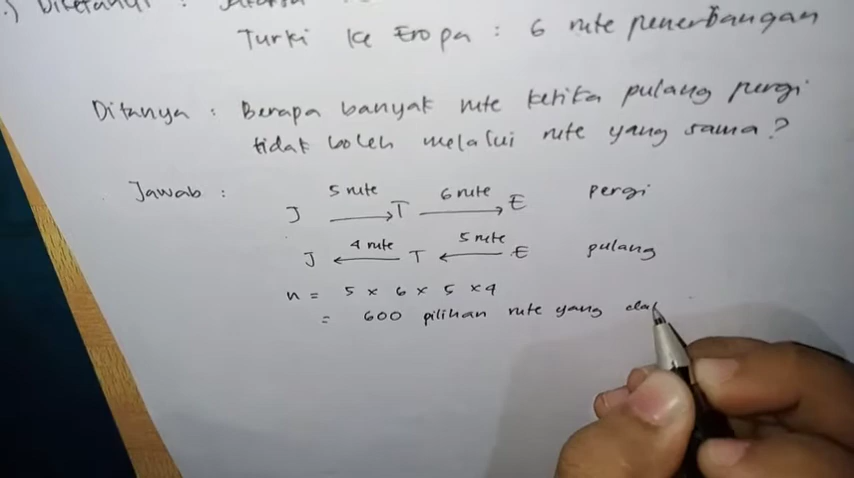 .) Diketahui :
Turki ke Eropa : 6 rute penerbangan
Ditanya : Berapa banyak rute ketika pulang pergi
tidak boleh melalui rute yang sama?
Jawab :
5 rute 6 rute
J T E pergi
4 rute 5 rute
J T E pulang
n = 5 x 6 x 5 x 4
= 600 pilihan rute yang